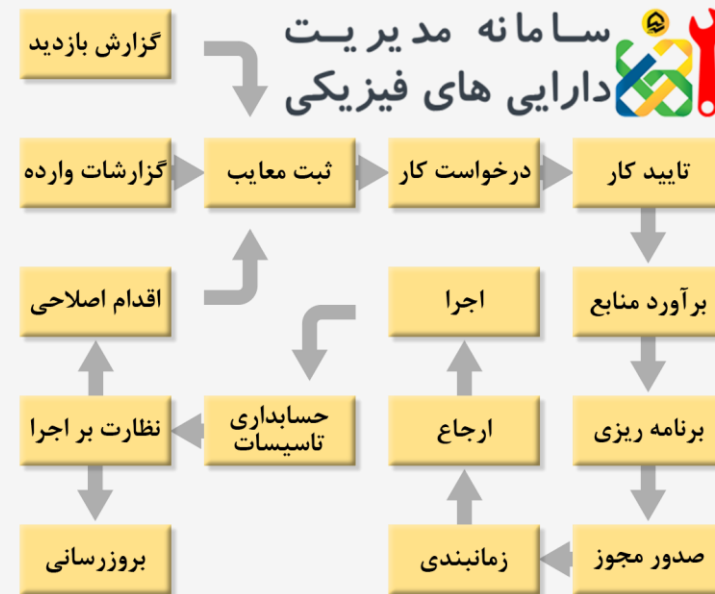 سامانه مدیریت
دارایی های فیزیکی
گزارش بازدید
گزارشات وارده
ثبت معایب
درخواست کار
تایید کار
اقدام اصلاحی
اجرا
برآورد منابع
نظارت بر اجرا
حسابداری
تاسیسات
ارجاع
برنامه ریزی
بروزرسانی
زمانبندی
صدور مجوز